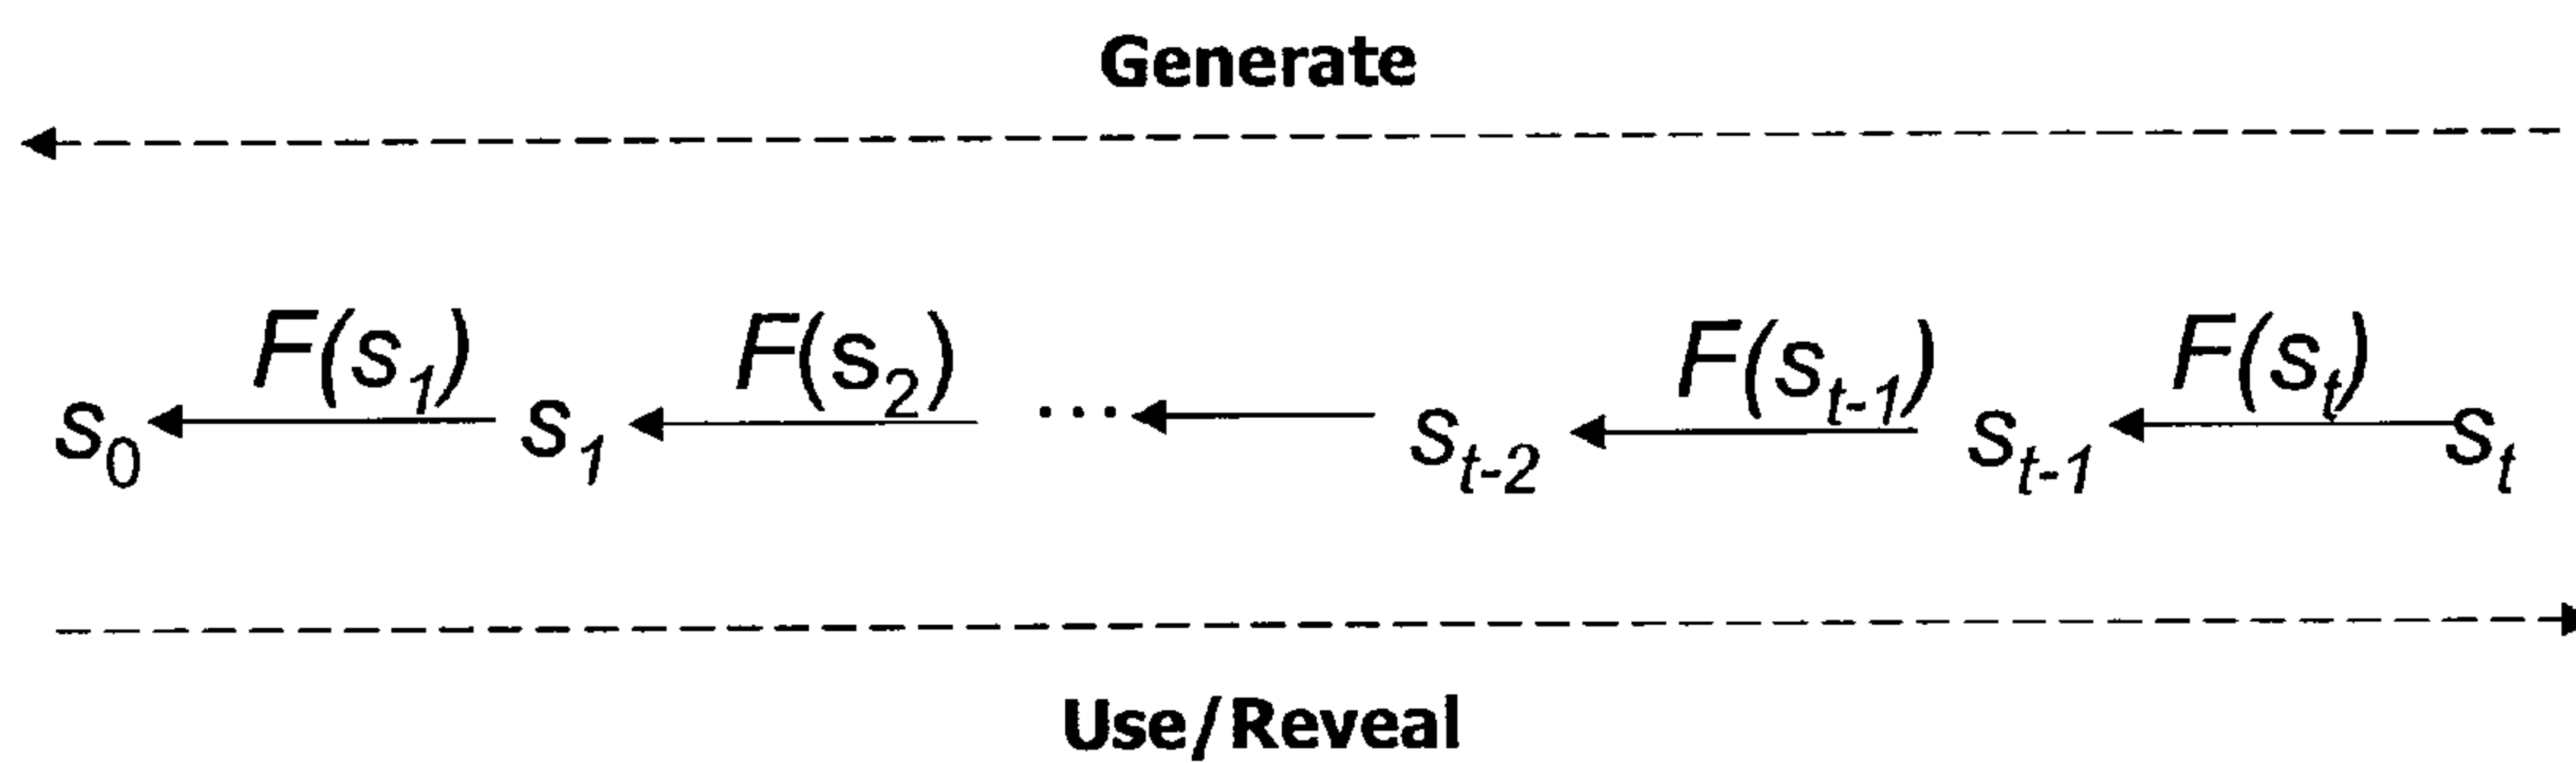 Generate
F(s₁) F(s₂) F(sₜ₋₁) F(sₜ)
s₀ s₁ ... sₜ₋₂ sₜ₋₁ sₜ
Use/Reveal